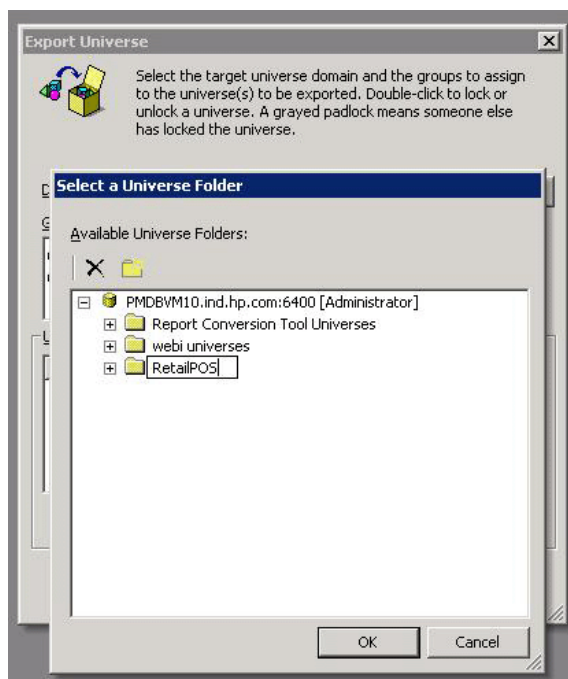 Export Universe
Select the target universe domain and the groups to assign
to the universe(s) to be exported. Double-click to lock or
unlock a universe. A grayed padlock means someone else
has locked the universe.
Select a Universe Folder
Available Universe Folders:
PMDBVM10.ind.hp.com:6400 [Administrator]
Report Conversion Tool Universes
webi universes
RetailPOS
OK
Cancel